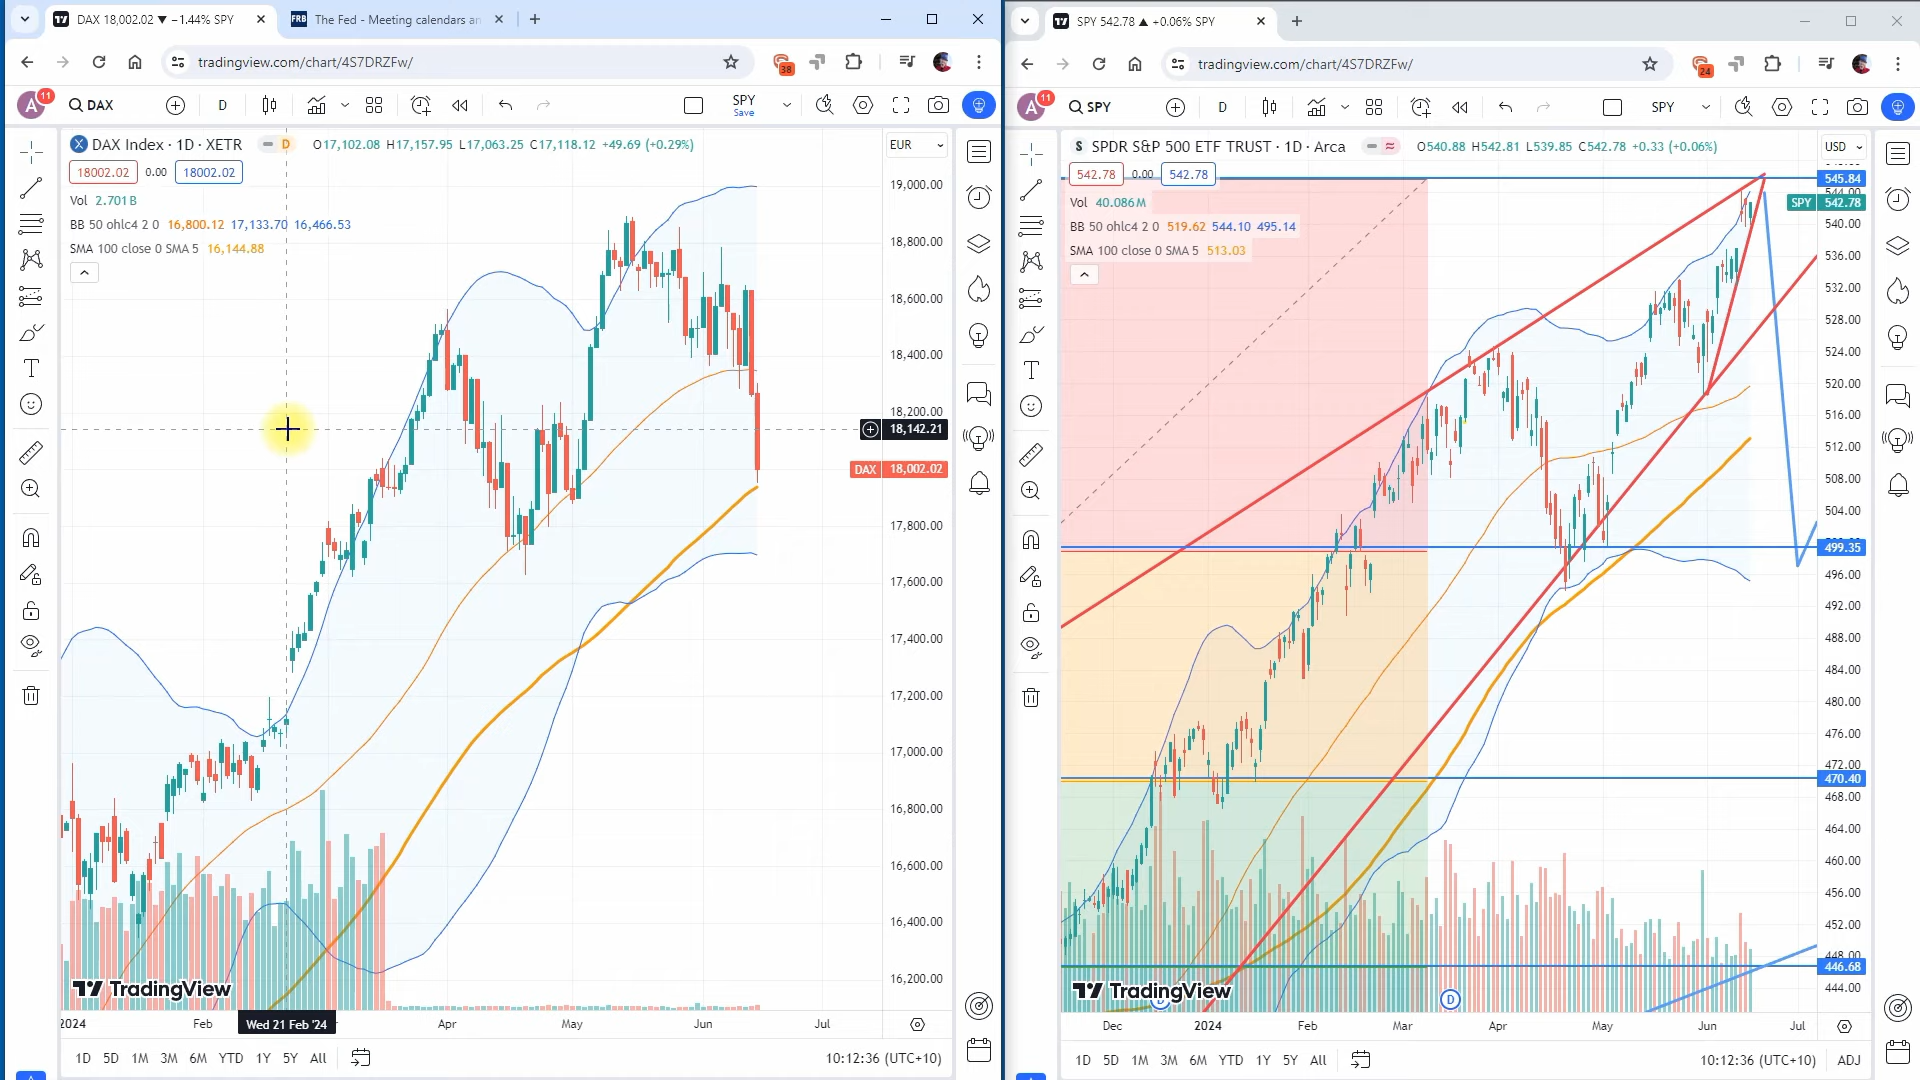 DAX 18,002.02 ▼ −1.44% SPY
FRB
The Fed - Meeting calendars an
tradingview.com/chart/4S7DRZFw/
38
A
11
DAX
D
SPY
Save
DAX Index · 1D · XETR
D
O17,102.08 H17,157.95 L17,063.25 C17,118.12 +49.69 (+0.29%)
EUR
18002.02
0.00
18002.02
Vol 2.701B
BB 50 ohlc4 2 0 16,800.12 17,133.70 16,466.53
SMA 100 close 0 SMA 5 16,144.88
19,000.00
18,800.00
18,600.00
18,400.00
18,200.00
18,142.21
DAX 18,002.02
17,800.00
17,600.00
17,400.00
17,200.00
17,000.00
16,800.00
16,600.00
16,400.00
16,200.00
TradingView
2024
Feb
Wed 21 Feb '24
Apr
May
Jun
Jul
1D 5D 1M 3M 6M YTD 1Y 5Y All
10:12:36 (UTC+10)
SPY 542.78 ▲ +0.06% SPY
tradingview.com/chart/4S7DRZFw/
24
A
11
SPY
D
SPY
S
SPDR S&P 500 ETF TRUST · 1D · Arca
O540.88 H542.81 L539.85 C542.78 +0.33 (+0.06%)
USD
542.78
0.00
542.78
Vol 40.086M
BB 50 ohlc4 2 0 519.62 544.10 495.14
SMA 100 close 0 SMA 5 513.03
545.84
544.00
SPY 542.78
540.00
536.00
532.00
528.00
524.00
520.00
516.00
512.00
508.00
504.00
499.35
496.00
492.00
488.00
484.00
480.00
476.00
472.00
470.40
468.00
464.00
460.00
456.00
452.00
448.00
446.68
444.00
TradingView
D
D
Dec
2024
Feb
Mar
Apr
May
Jun
Jul
1D 5D 1M 3M 6M YTD 1Y 5Y All
10:12:36 (UTC+10)
ADJ